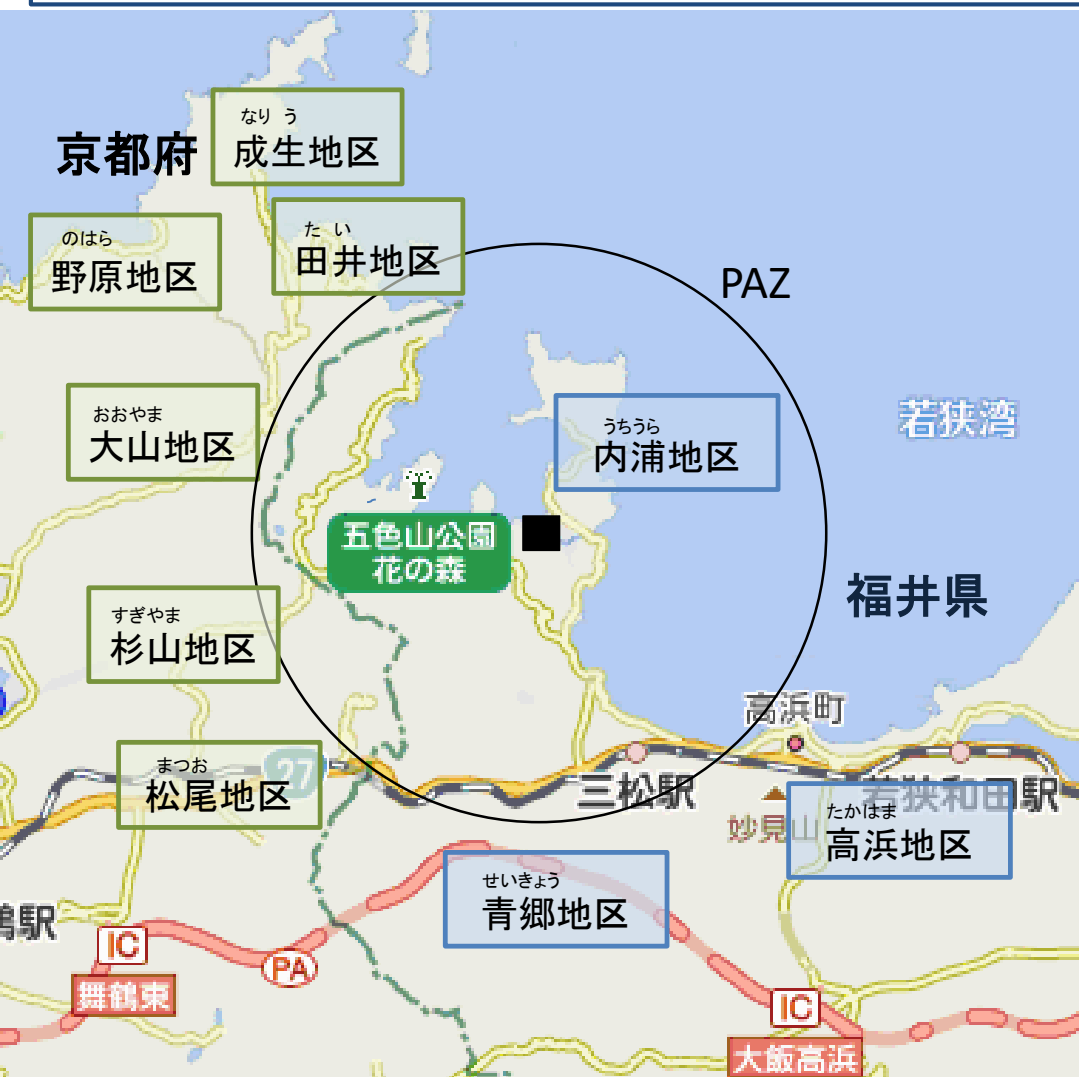 なり う
成生地区
京都府
た い
田井地区
のはら
野原地区
PAZ
おおやま
大山地区
うちうら
内浦地区
若狭湾
五色山公園
花の森
福井県
すぎやま
杉山地区
高浜町
まつお
松尾地区
27
三松駅
若狭和田駅
妙見山
たかはま
高浜地区
せいきょう
青郷地区
鶴駅
IC
PA
舞鶴東
IC
大飯高浜